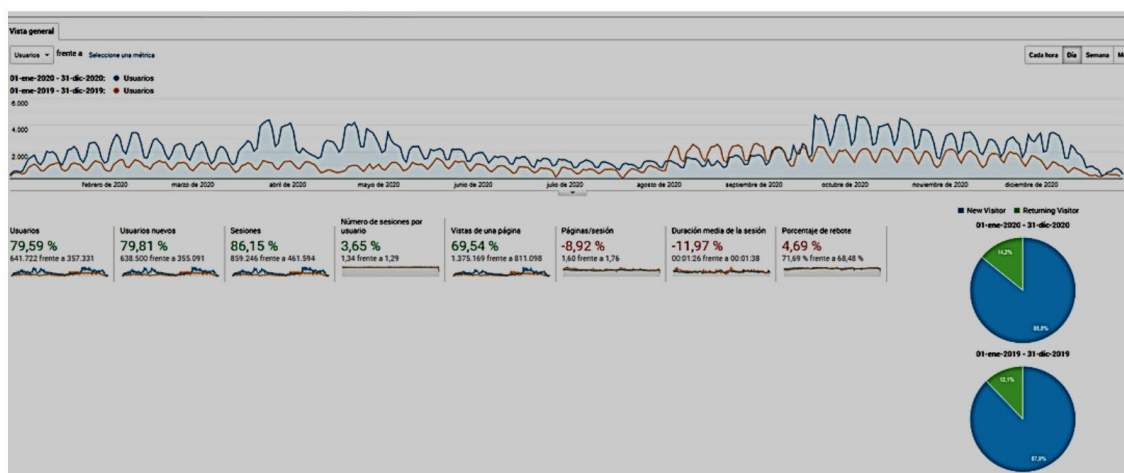 Vista general
Usuarios frente a Seleccione una métrica
Cada hora Día Semana
01-ene-2020 - 31-dic-2020: Usuarios
01-ene-2019 - 31-dic-2019: Usuarios
6.000
4.000
2.000
marzo de 2020 febrero de 2020 marzo de 2020 abril de 2020 mayo de 2020 junio de 2020 julio de 2020 agosto de 2020 septiembre de 2020 octubre de 2020 noviembre de 2020 diciembre de 2020
New Visitor Returning Visitor
Usuarios
79,59 %
641.722 frente a 357.331
Usuarios nuevos
79,81 %
638.500 frente a 355.091
Sesiones
86,15 %
859.246 frente a 461.594
Número de sesiones por
usuario
3,65 %
1,34 frente a 1,29
Vistas de una página
69,54 %
1.375.169 frente a 811.098
Páginas/sesión
-8,92 %
1,60 frente a 1,76
Duración media de la sesión
-11,97 %
00:01:26 frente a 00:01:38
Porcentaje de rebote
4,69 %
71,69 % frente a 68,48 %
01-ene-2020 - 31-dic-2020
14,2%
85,8%
01-ene-2019 - 31-dic-2019
12,1%
87,9%